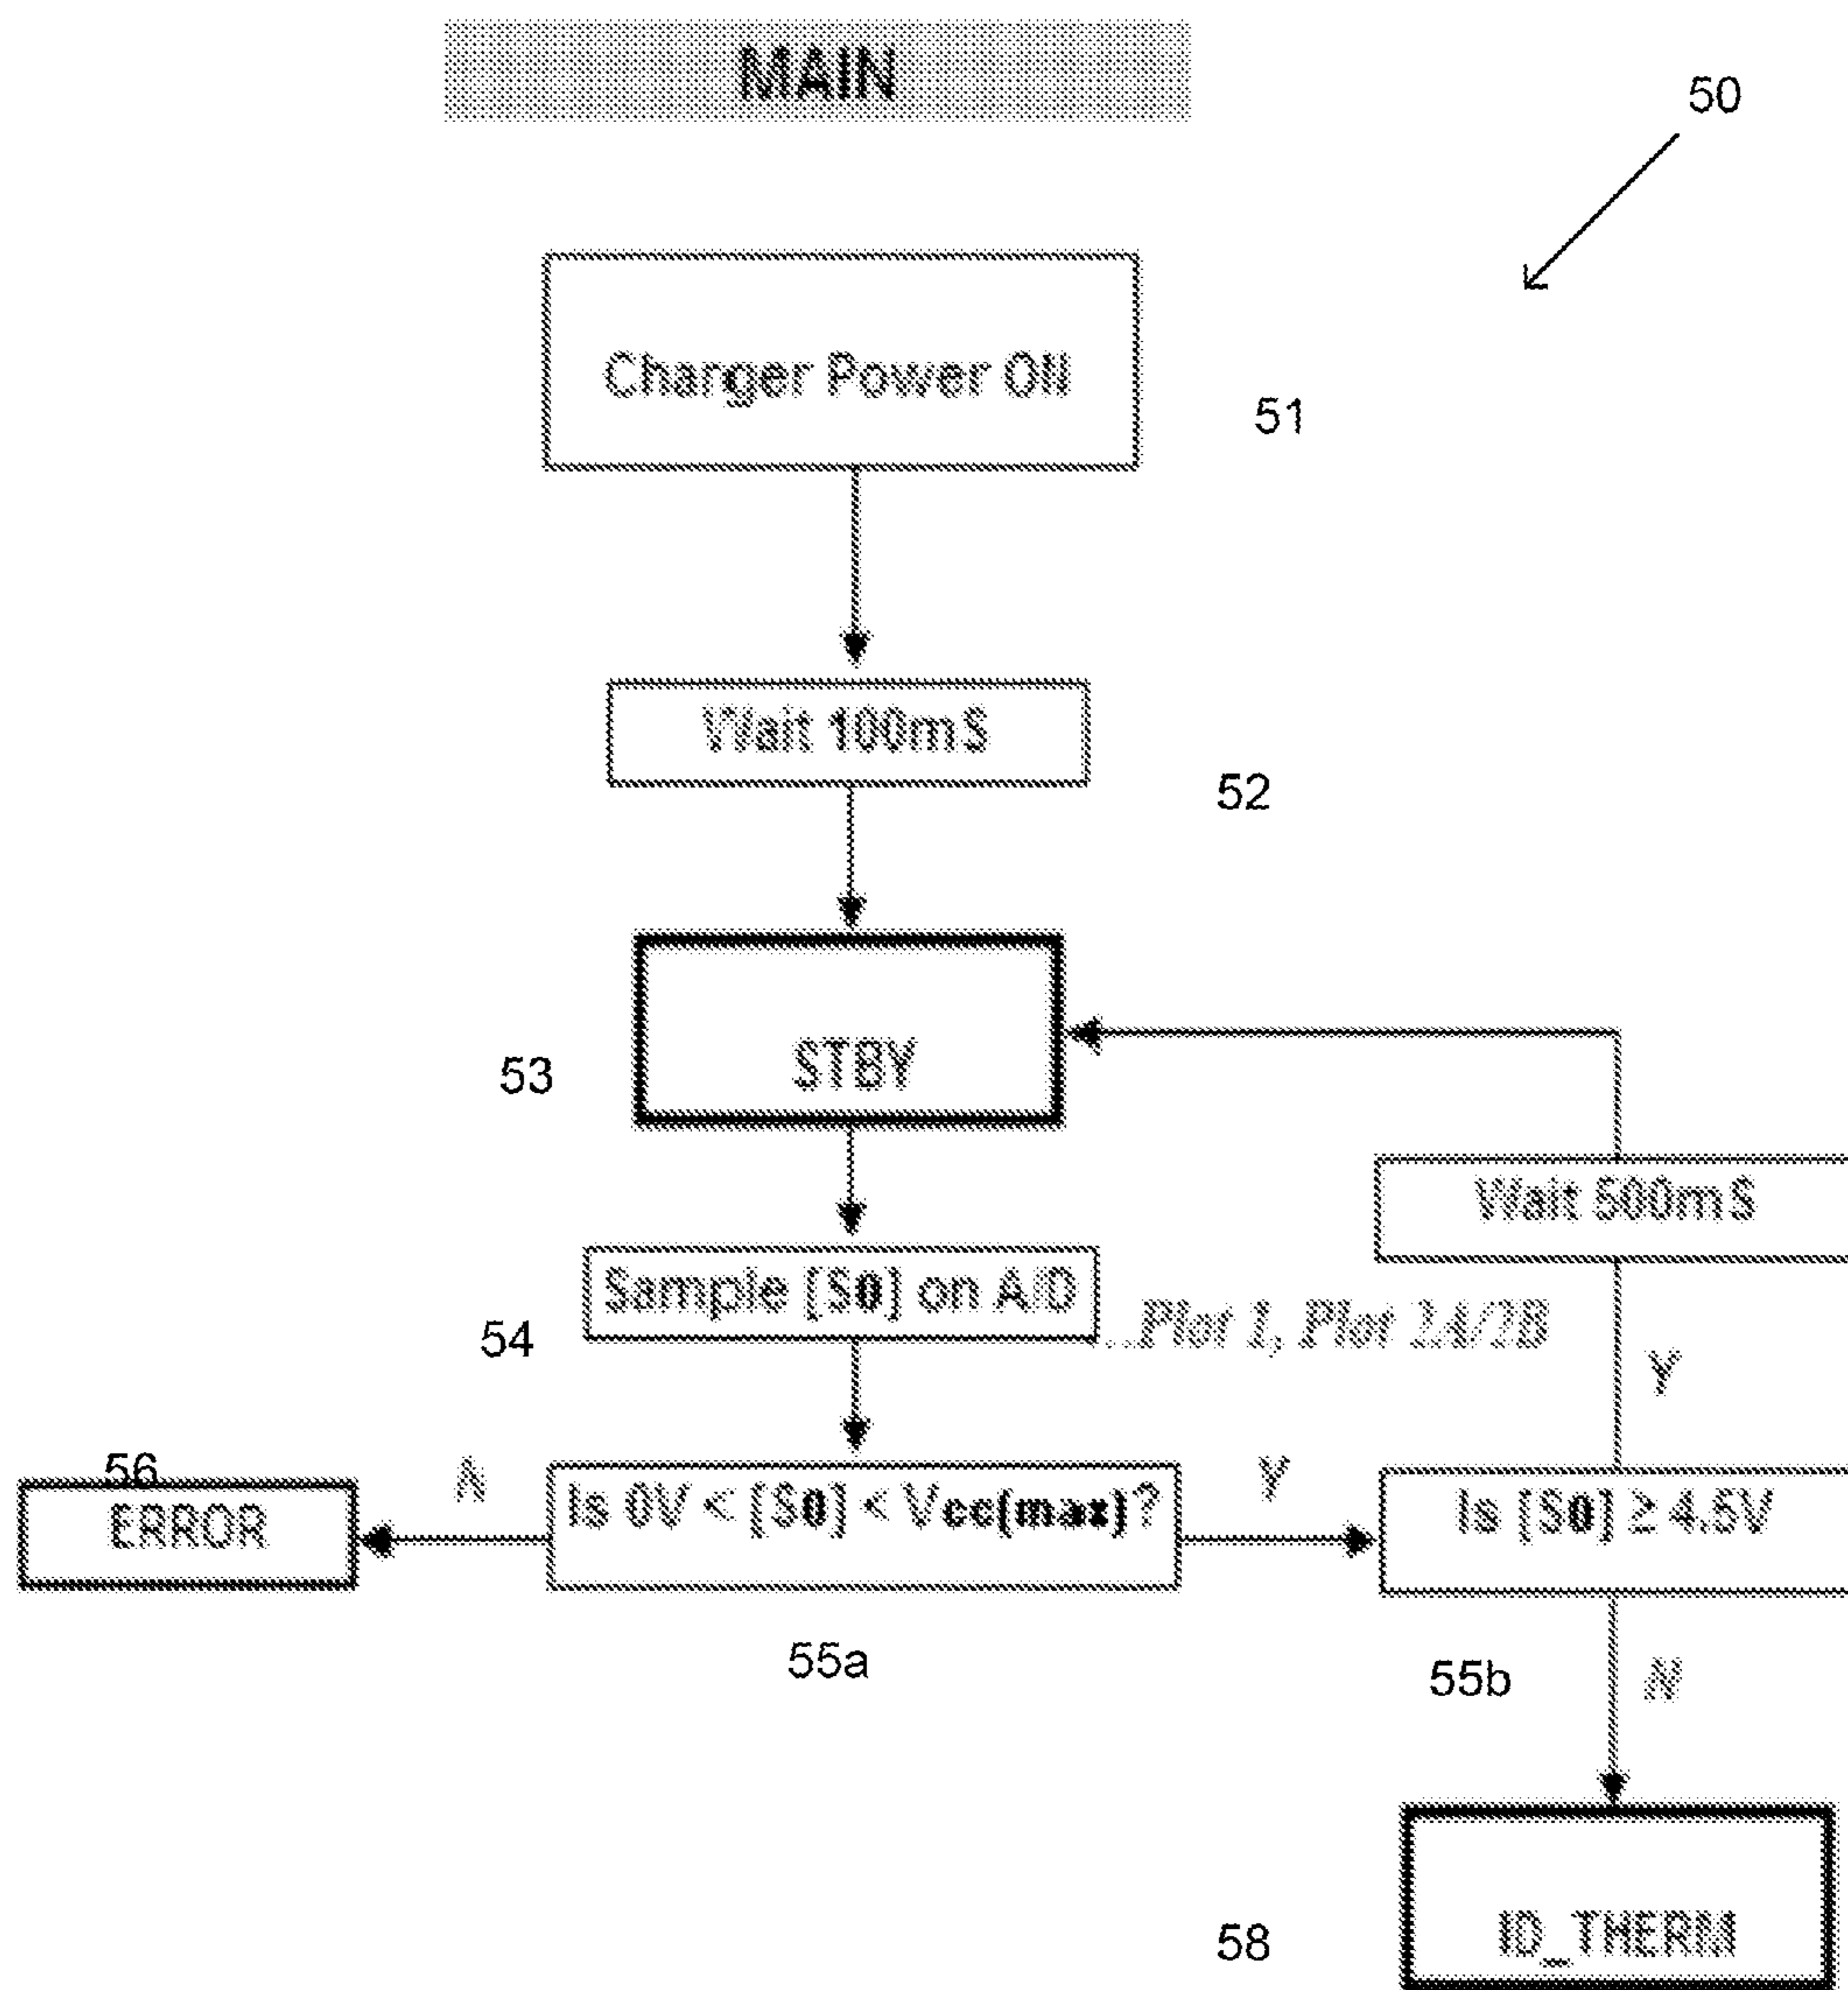 MAIN
50
Charger Power ON
51
Wait 100mS
52
STBY
53
Wait 500mS
Sample [S0] on A/D
54
...Plot 1, Plot 2A/2B
Y
56
N
Y
ERROR
Is 0V < [S0] < Vcc(max)?
Is [S0] ≥ 4.5V
55a
55b
N
58
ID_THERM